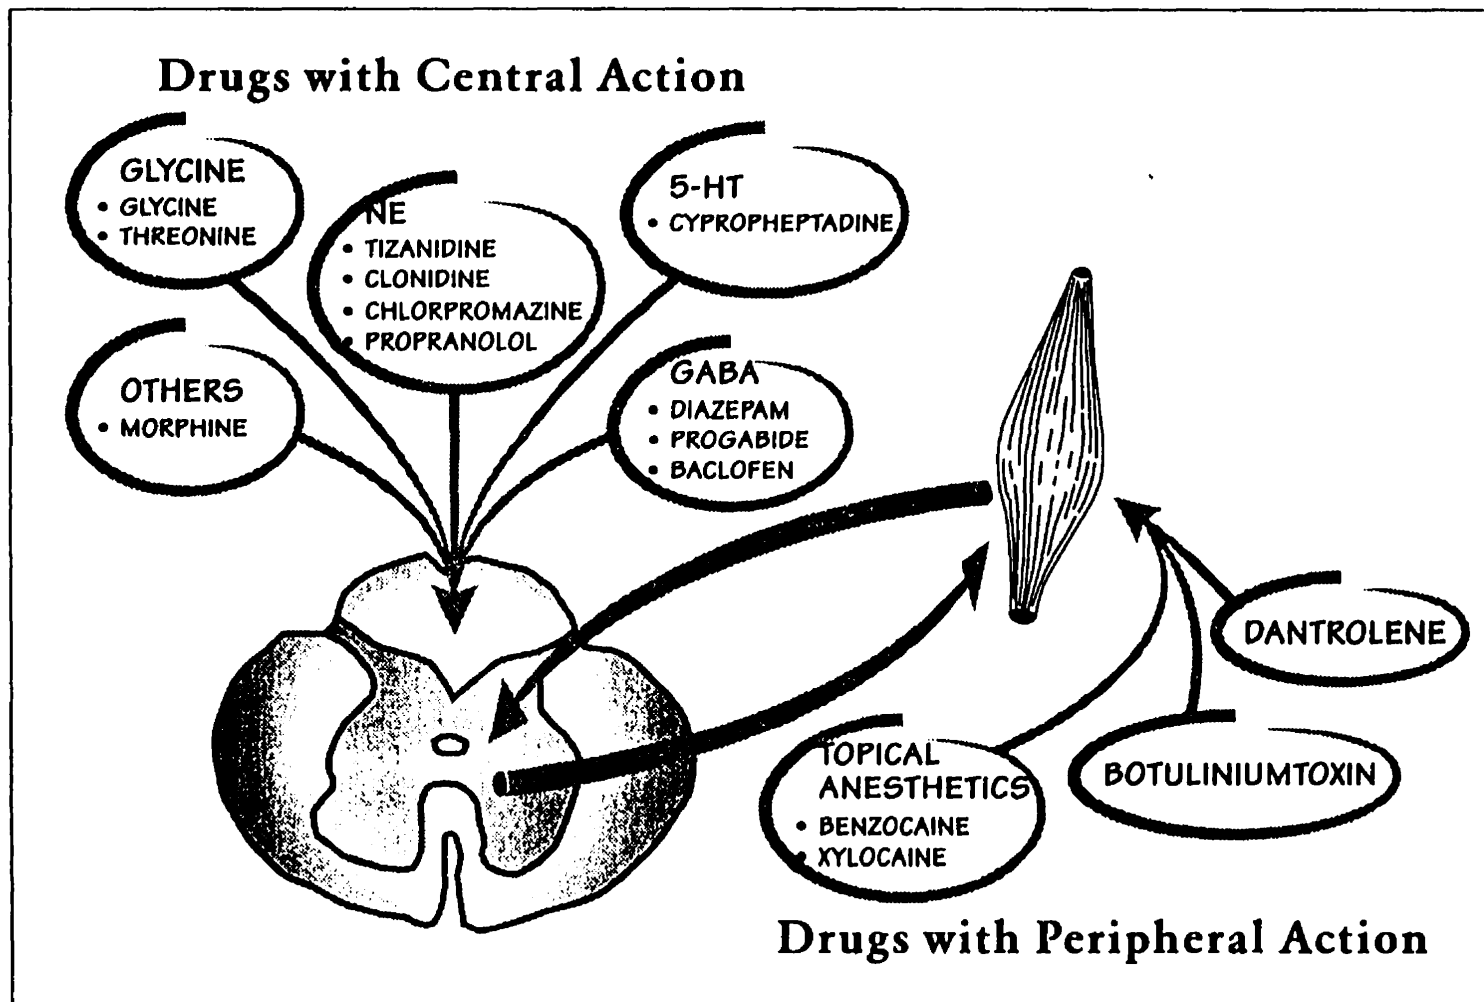 Drugs with Central Action
GLYCINE
• GLYCINE
• THREONINE
NE
• TIZANIDINE
• CLONIDINE
• CHLORPROMAZINE
• PROPRANOLOL
5-HT
• CYPROPHEPTADINE
OTHERS
• MORPHINE
GABA
• DIAZEPAM
• PROGABIDE
• BACLOFEN
DANTROLENE
BOTULINIUMTOXIN
TOPICAL
ANESTHETICS
• BENZOCAINE
• XYLOCAINE
Drugs with Peripheral Action